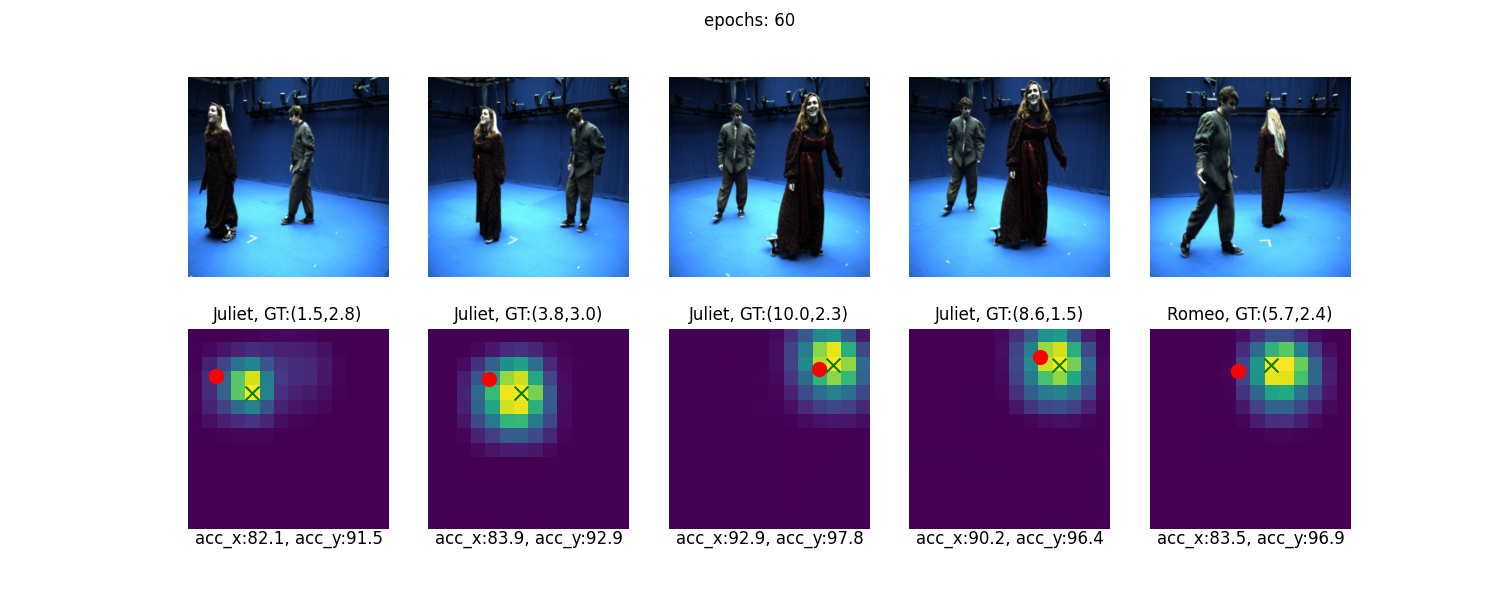 epochs: 60
Juliet, GT:(1.5,2.8)
Juliet, GT:(3.8,3.0)
Juliet, GT:(10.0,2.3)
Juliet, GT:(8.6,1.5)
Romeo, GT:(5.7,2.4)
acc_x:82.1, acc_y:91.5
acc_x:83.9, acc_y:92.9
acc_x:92.9, acc_y:97.8
acc_x:90.2, acc_y:96.4
acc_x:83.5, acc_y:96.9